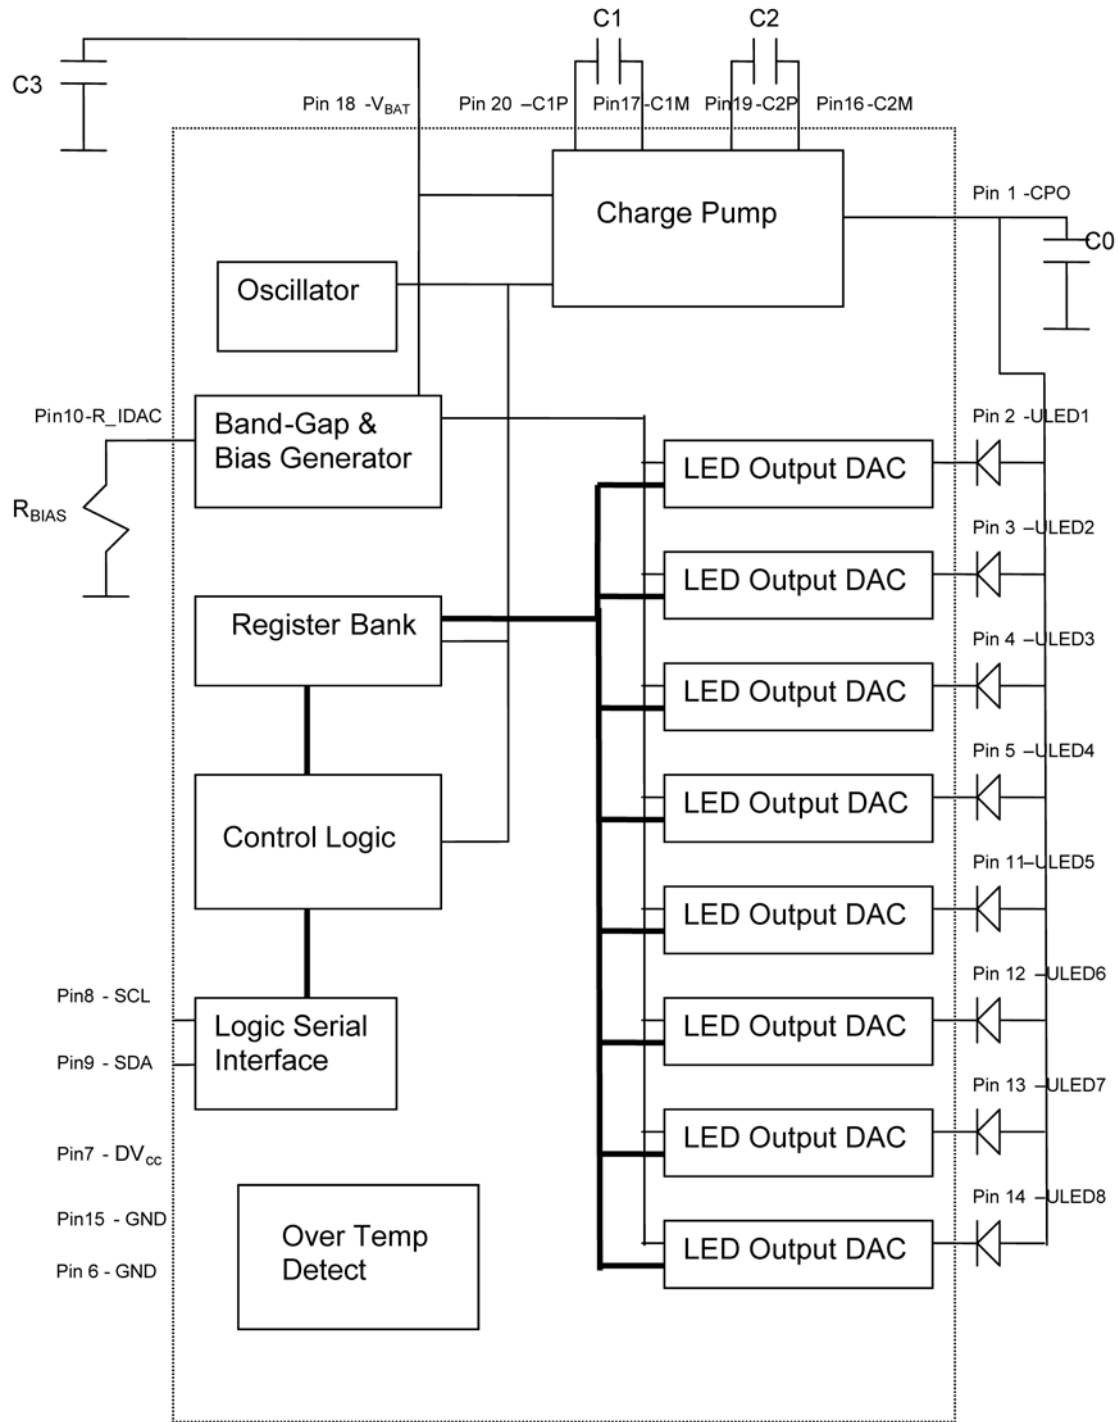 C1
C2
C3
Pin 18 -VBAT
Pin 20 –C1P
Pin17-C1M
Pin19-C2P
Pin16-C2M
Charge Pump
Pin 1 -CPO
C0
Oscillator
Pin10-R_IDAC
Band-Gap &
Bias Generator
RBIAS
Pin 2 -ULED1
LED Output DAC
Pin 3 –ULED2
LED Output DAC
Register Bank
Pin 4 –ULED3
LED Output DAC
Pin 5 –ULED4
LED Output DAC
Control Logic
Pin 11–ULED5
LED Output DAC
Pin 12 –ULED6
LED Output DAC
Pin8 - SCL
Logic Serial
Interface
Pin9 - SDA
Pin 13 –ULED7
LED Output DAC
Pin7 - DVcc
Pin 14 –ULED8
LED Output DAC
Pin15 - GND
Pin 6 - GND
Over Temp
Detect